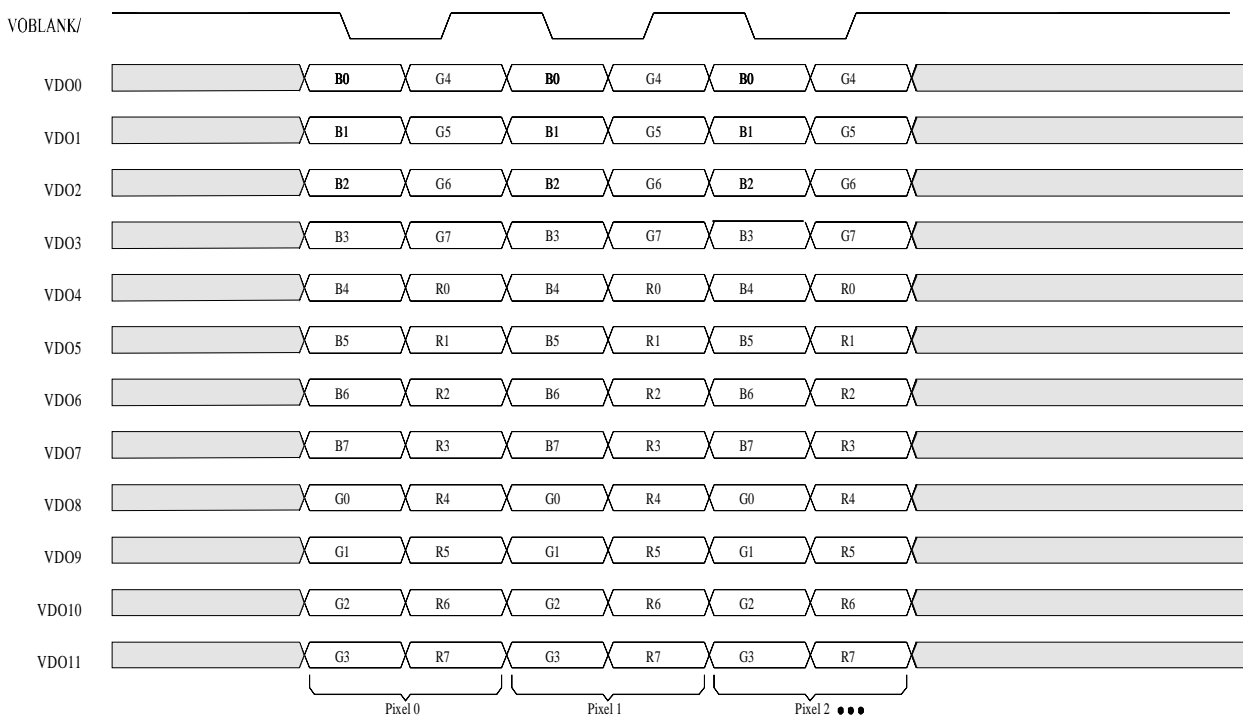 VOBLANK/
VDO0 B0 G4 B0 G4 B0 G4
VDO1 B1 G5 B1 G5 B1 G5
VDO2 B2 G6 B2 G6 B2 G6
VDO3 B3 G7 B3 G7 B3 G7
VDO4 B4 R0 B4 R0 B4 R0
VDO5 B5 R1 B5 R1 B5 R1
VDO6 B6 R2 B6 R2 B6 R2
VDO7 B7 R3 B7 R3 B7 R3
VDO8 G0 R4 G0 R4 G0 R4
VDO9 G1 R5 G1 R5 G1 R5
VDO10 G2 R6 G2 R6 G2 R6
VDO11 G3 R7 G3 R7 G3 R7
Pixel 0 Pixel 1 Pixel 2 •••